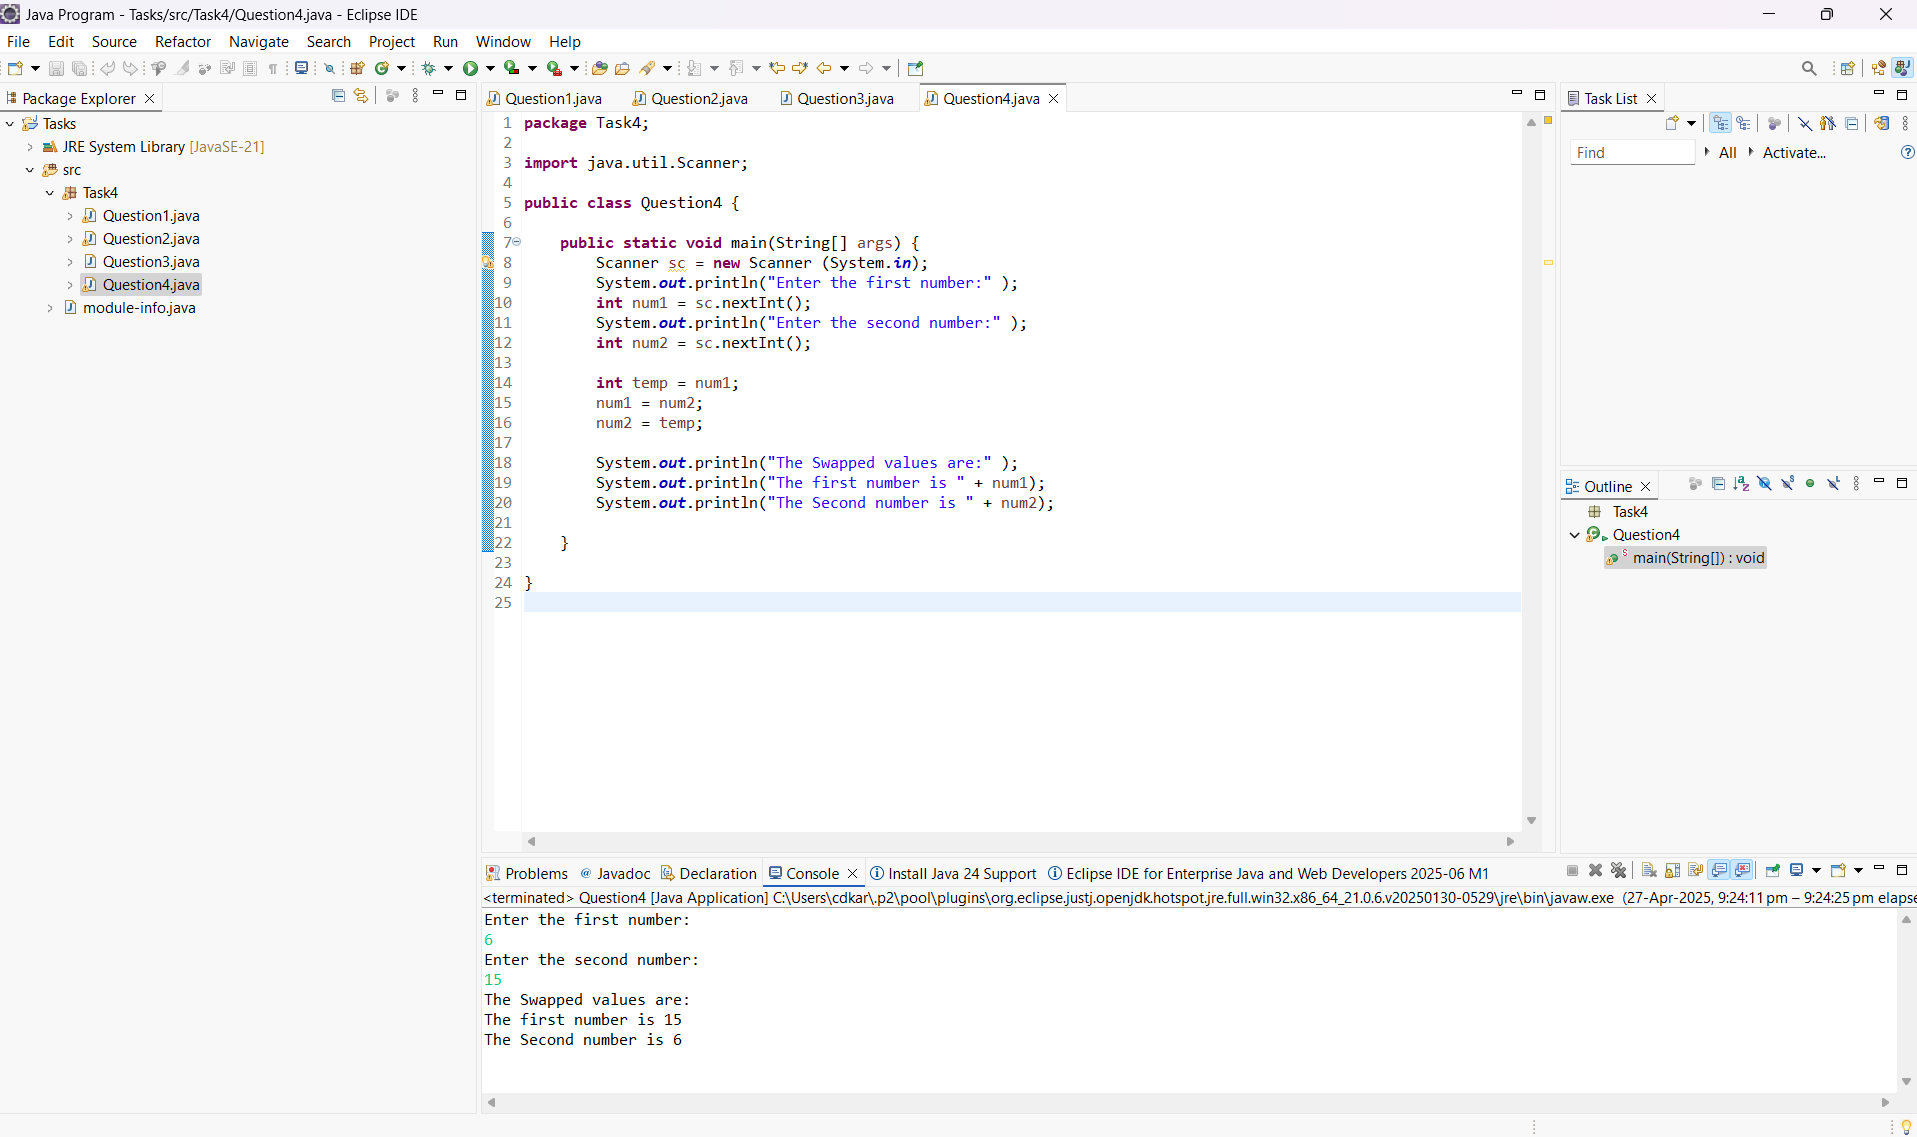 Java Program - Tasks/src/Task4/Question4.java - Eclipse IDE
File Edit Source Refactor Navigate Search Project Run Window Help
Package Explorer
Tasks
JRE System Library [JavaSE-21]
src
Task4
Question1.java
Question2.java
Question3.java
Question4.java
module-info.java
Question1.java Question2.java Question3.java Question4.java
1 package Task4;
2
3 import java.util.Scanner;
4
5 public class Question4 {
6
7 public static void main(String[] args) {
8 Scanner sc = new Scanner (System.in);
9 System.out.println("Enter the first number:" );
10 int num1 = sc.nextInt();
11 System.out.println("Enter the second number:" );
12 int num2 = sc.nextInt();
13
14 int temp = num1;
15 num1 = num2;
16 num2 = temp;
17
18 System.out.println("The Swapped values are:" );
19 System.out.println("The first number is " + num1);
20 System.out.println("The Second number is " + num2);
21
22 }
23
24 }
25
Task List
Find All Activate...
Outline
Task4
Question4
main(String[]) : void
Problems @ Javadoc Declaration Console Install Java 24 Support Eclipse IDE for Enterprise Java and Web Developers 2025-06 M1
<terminated> Question4 [Java Application] C:\Users\cdkar\.p2\pool\plugins\org.eclipse.justj.openjdk.hotspot.jre.full.win32.x86_64_21.0.6.v20250130-0529\jre\bin\javaw.exe (27-Apr-2025, 9:24:11 pm – 9:24:25 pm elapse
Enter the first number:
6
Enter the second number:
15
The Swapped values are:
The first number is 15
The Second number is 6